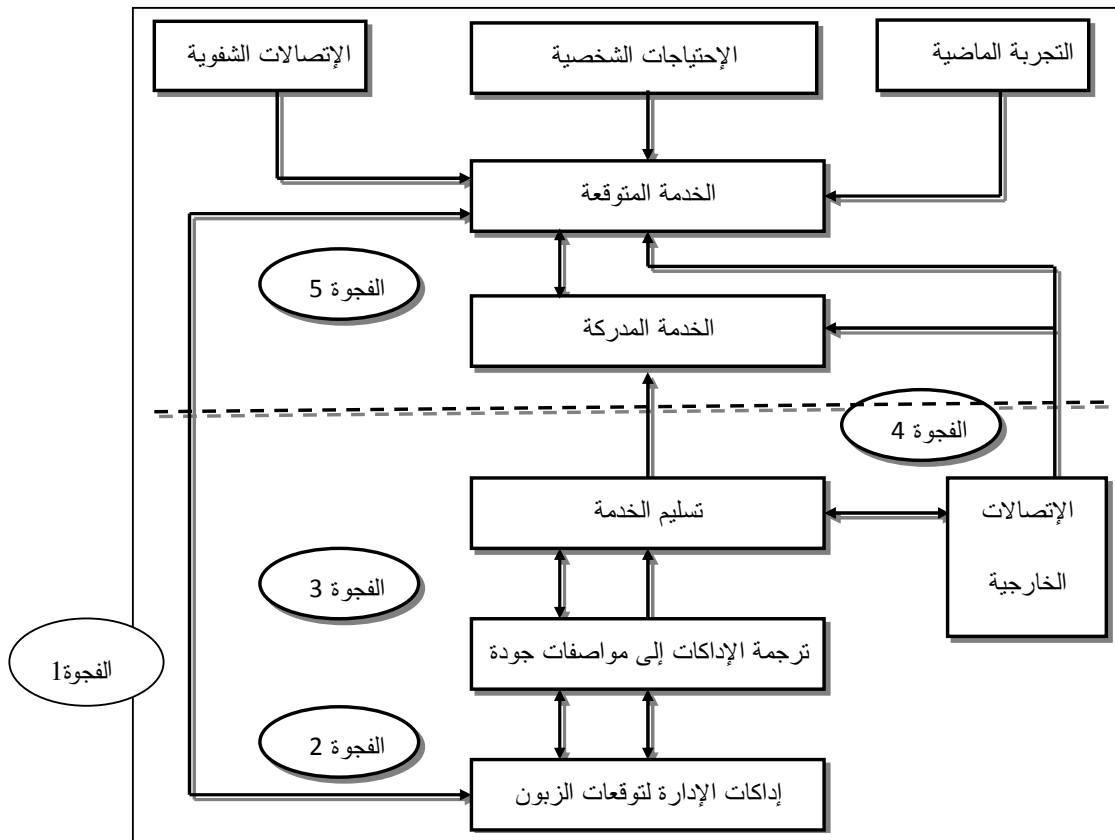 التجربة الماضية
الإحتياجات الشخصية
الإتصالات الشفوية
الخدمة المتوقعة
الفجوة 5
الخدمة المدركة
الفجوة 4
تسليم الخدمة
الإتصالات
الخارجية
الفجوة 3
ترجمة الإداكات إلى مواصفات جودة
الفجوة1
الفجوة 2
إداكات الإدارة لتوقعات الزبون